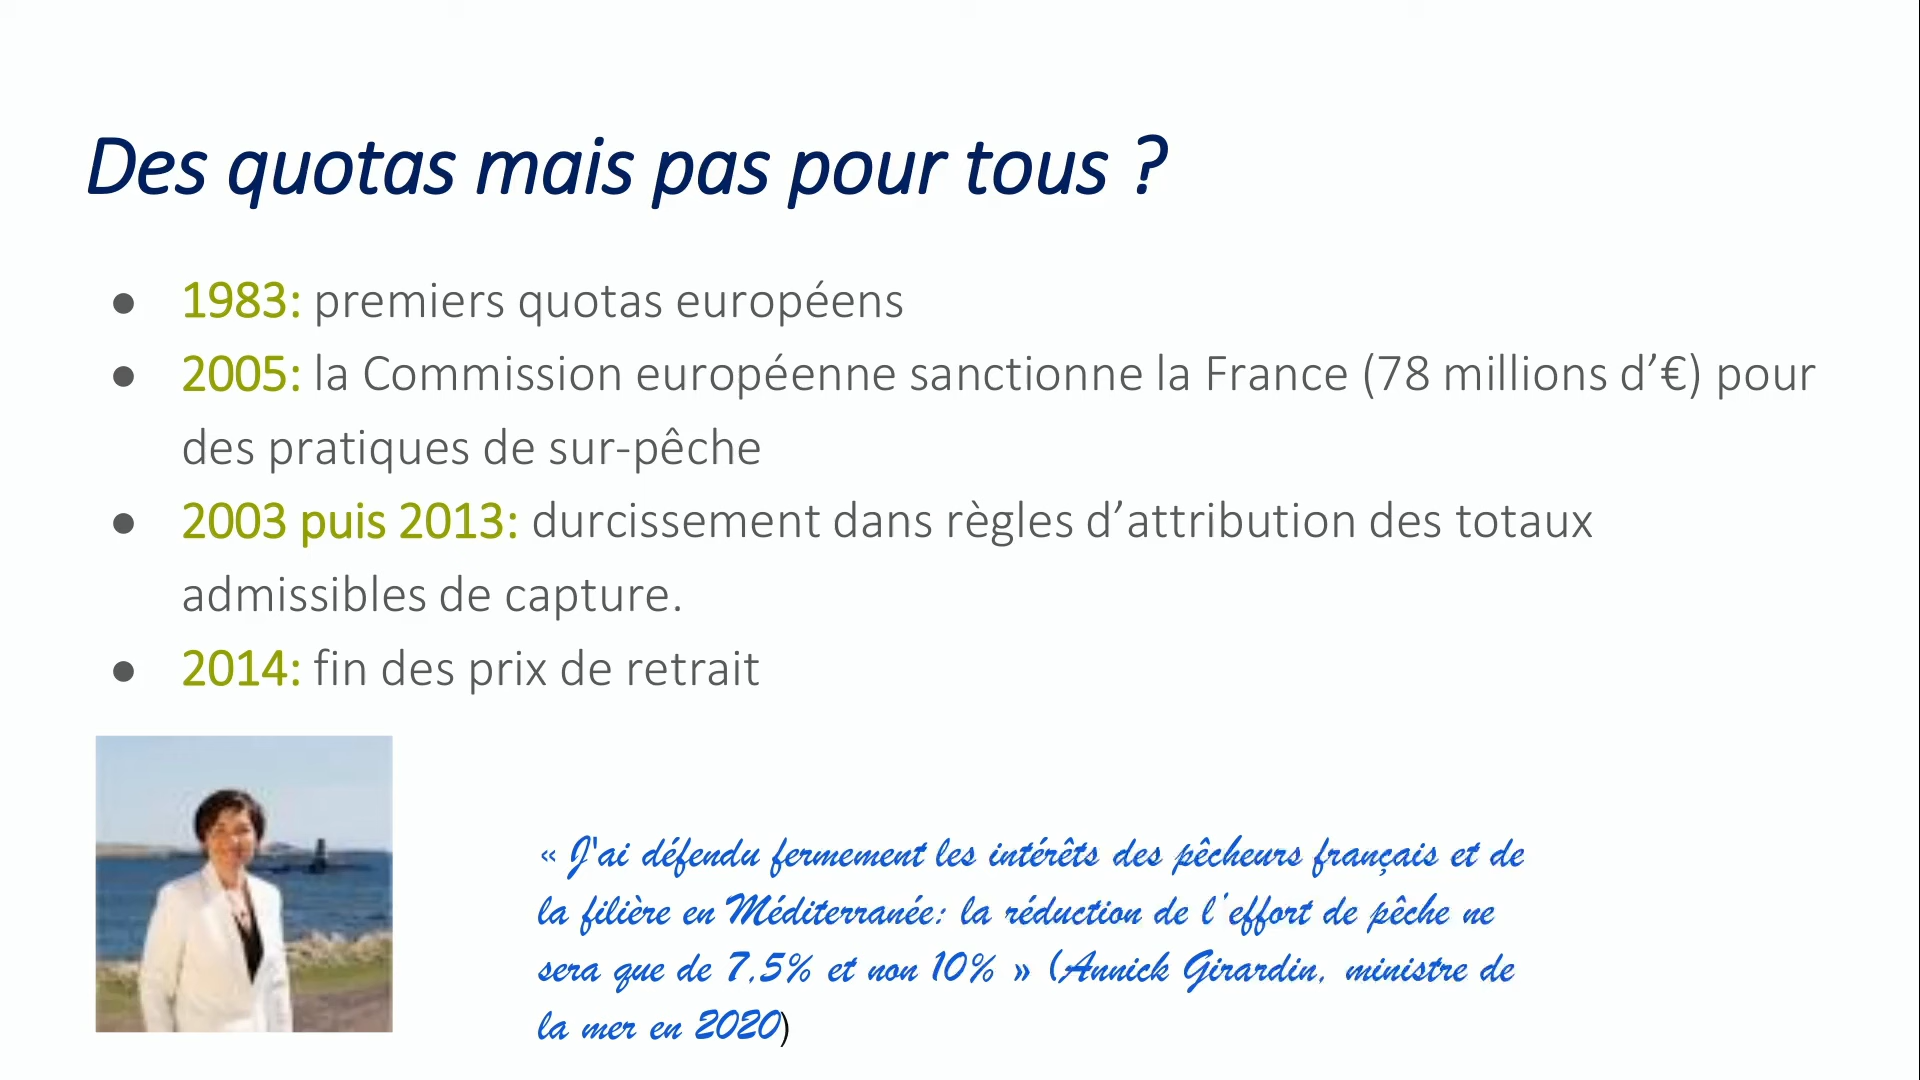 Des quotas mais pas pour tous ?
● 1983: premiers quotas européens
● 2005: la Commission européenne sanctionne la France (78 millions d’€) pour
des pratiques de sur-pêche
● 2003 puis 2013: durcissement dans règles d’attribution des totaux
admissibles de capture.
● 2014: fin des prix de retrait
« J'ai défendu fermement les intérêts des pêcheurs français et de
la filière en Méditerranée: la réduction de l’effort de pêche ne
sera que de 7,5% et non 10% » (Annick Girardin, ministre de
la mer en 2020)